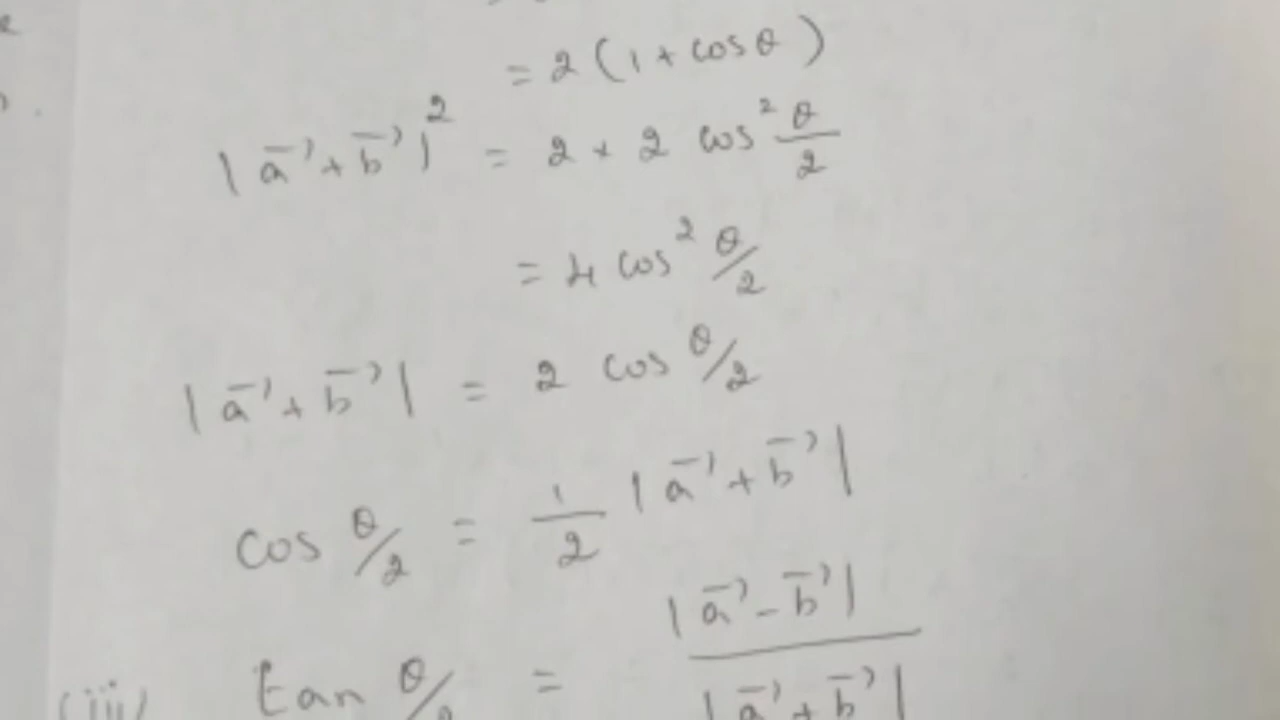 = 2 (1 + cos θ)
|a⃗ + b⃗|² = 2 × 2 cos² θ/2
= 4 cos² θ/2
|a⃗ + b⃗| = 2 cos θ/2
cos θ/2 = 1/2 |a⃗ + b⃗|
(iii) tan θ/2 = |a⃗ - b⃗| / |a⃗ + b⃗|